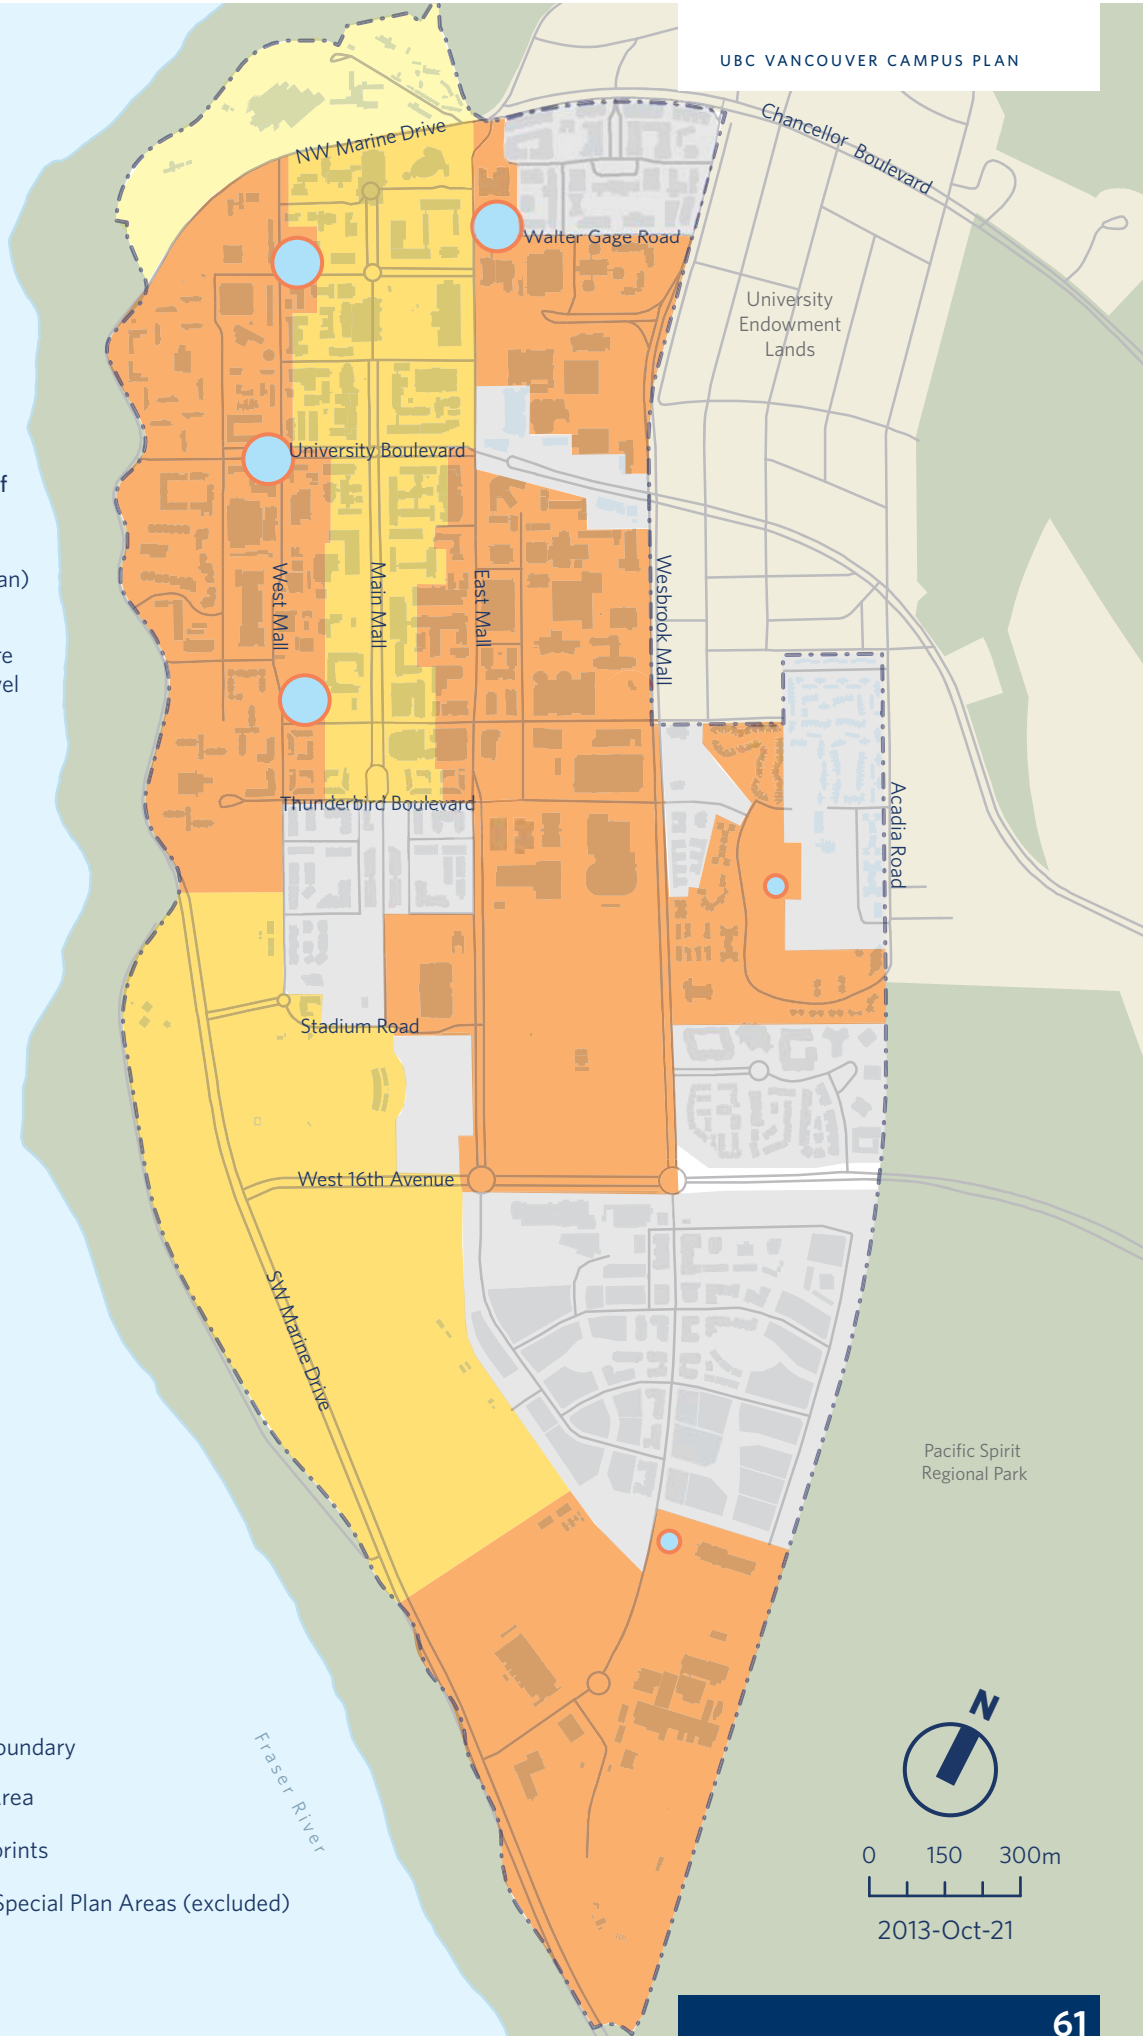 UBC VANCOUVER CAMPUS PLAN
Chancellor Boulevard
NW Marine Drive
Walter Gage Road
University
Endowment
Lands
University Boulevard
f
an)
re
vel
West Mall
Main Mall
East Mall
Wesbrook Mall
Thunderbird Boulevard
Acadia Road
Stadium Road
West 16th Avenue
SW Marine Drive
Pacific Spirit
Regional Park
Fraser River
N
oundary
rea
prints
Special Plan Areas (excluded)
0 150 300m
2013-Oct-21
61